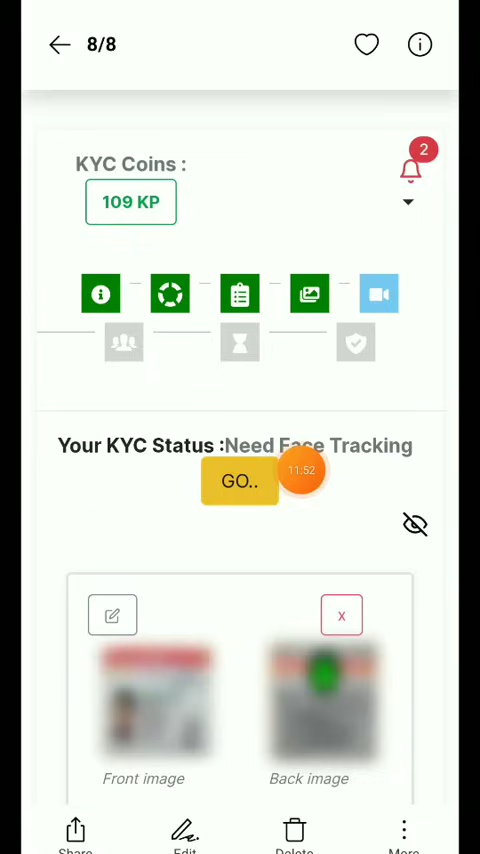 8/8
2
KYC Coins :
109 KP
Your KYC Status :Need Face Tracking
GO..
11:52
x
Front image
Back image
Share
Edit
Delete
More